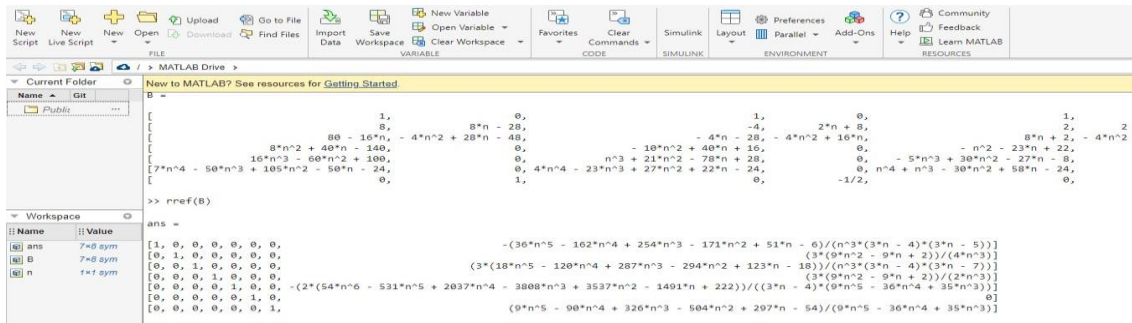 New Script
New Live Script
New
Open
Upload
Download
Go to File
Find Files
FILE
Import Data
Save Workspace
New Variable
Open Variable
Clear Workspace
VARIABLE
Favorites
Clear Commands
CODE
Simulink
SIMULINK
Layout
Preferences
Parallel
Add-Ons
ENVIRONMENT
Help
Community
Feedback
Learn MATLAB
RESOURCES
/ > MATLAB Drive >
Current Folder
Name Git
Public ...
New to MATLAB? See resources for Getting Started.
B =
[ 1, 0, 1, 0, 1,
[ 8, 8*n - 28, -4, 2*n + 8, 2, 2
[ 80 - 16*n, - 4*n^2 + 28*n - 48, - 4*n - 28, - 4*n^2 + 16*n, 8*n + 2, - 4*n^2
[ 8*n^2 + 40*n - 140, 0, - 10*n^2 + 40*n + 16, 0, - n^2 - 23*n + 22,
[ 16*n^3 - 60*n^2 + 100, 0, n^3 + 21*n^2 - 78*n + 28, 0, - 5*n^3 + 30*n^2 - 27*n - 8,
[7*n^4 - 50*n^3 + 105*n^2 - 50*n - 24, 0, 4*n^4 - 23*n^3 + 27*n^2 + 22*n - 24, 0, n^4 + n^3 - 30*n^2 + 58*n - 24,
[ 0, 1, 0, -1/2, 0,
>> rref(B)
ans =
[1, 0, 0, 0, 0, 0, 0, -(36*n^5 - 162*n^4 + 254*n^3 - 171*n^2 + 51*n - 6)/(n^3*(3*n - 4)*(3*n - 5))]
[0, 1, 0, 0, 0, 0, 0, (3*(9*n^2 - 9*n + 2))/(4*n^3)]
[0, 0, 1, 0, 0, 0, 0, (3*(18*n^5 - 120*n^4 + 287*n^3 - 294*n^2 + 123*n - 18))/(n^3*(3*n - 4)*(3*n - 7))]
[0, 0, 0, 1, 0, 0, 0, (3*(9*n^2 - 9*n + 2))/(2*n^3)]
[0, 0, 0, 0, 1, 0, 0, -(2*(54*n^6 - 531*n^5 + 2037*n^4 - 3808*n^3 + 3537*n^2 - 1491*n + 222))/((3*n - 4)*(9*n^5 - 36*n^4 + 35*n^3))]
[0, 0, 0, 0, 0, 1, 0, 0]
[0, 0, 0, 0, 0, 0, 1, (9*n^5 - 90*n^4 + 326*n^3 - 504*n^2 + 297*n - 54)/(9*n^5 - 36*n^4 + 35*n^3)]
Workspace
Name Value
ans 7×8 sym
B 7×8 sym
n 1×1 sym